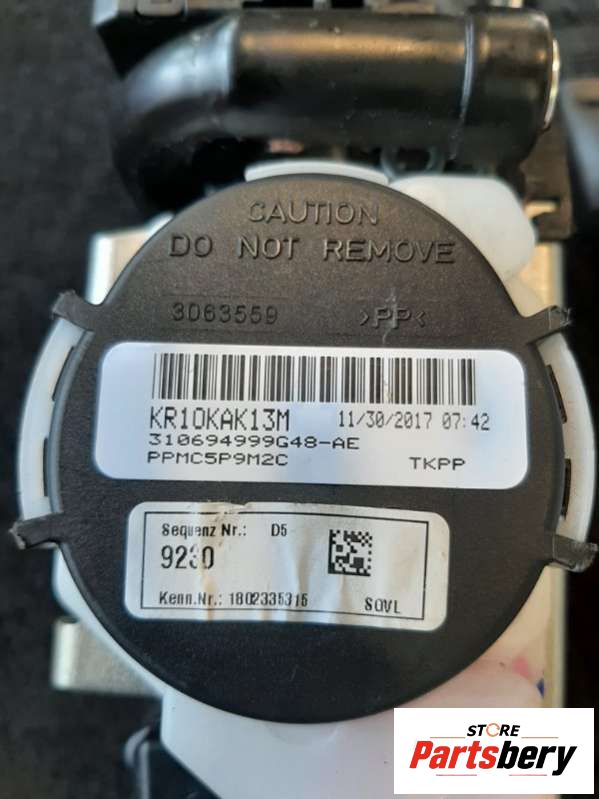 CAUTION
DO NOT REMOVE
3063559 >PP<
KR10KAK13M 11/30/2017 07:42
310694999G48-AE
PPMC5P9M2C TKPP
Sequenz Nr.: D5
9230
Kenn.Nr.: 1802335315 SOVL
STORE
Partsbery